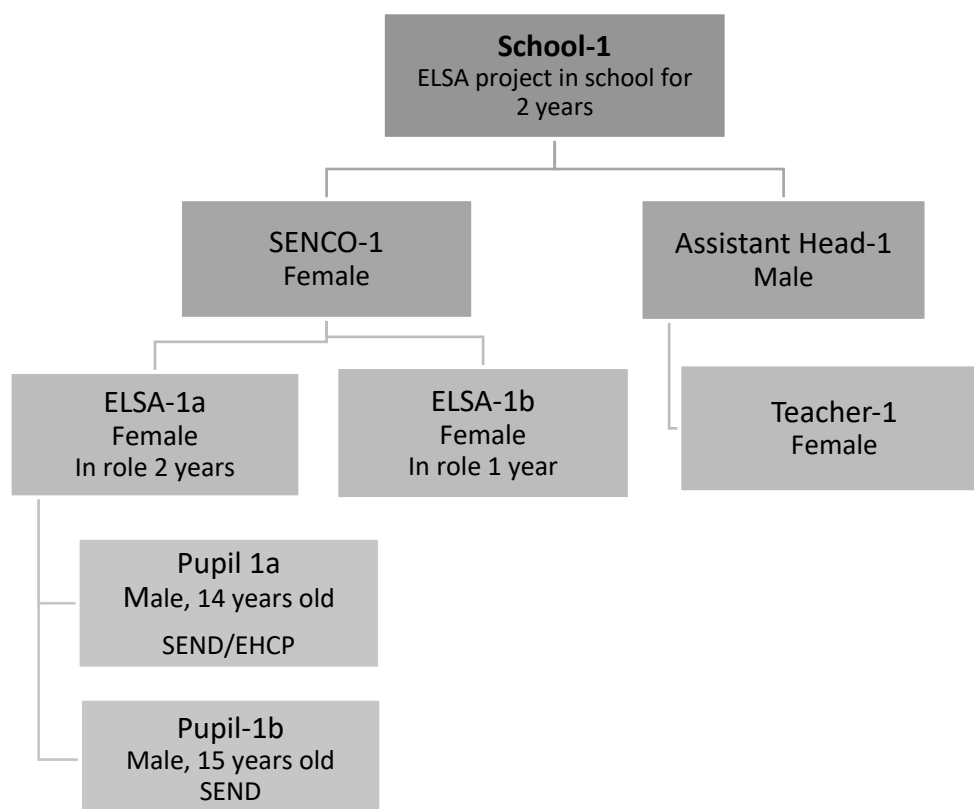 School-1
ELSA project in school for
2 years
SENCO-1
Female
Assistant Head-1
Male
ELSA-1a
Female
In role 2 years
ELSA-1b
Female
In role 1 year
Teacher-1
Female
Pupil 1a
Male, 14 years old
SEND/EHCP
Pupil-1b
Male, 15 years old
SEND